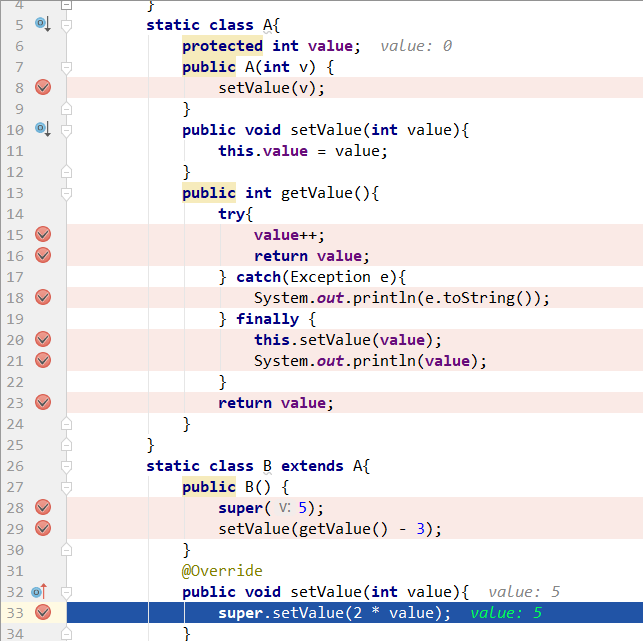 4 }
5 static class A{
6 protected int value; value: 0
7 public A(int v) {
8 setValue(v);
9 }
10 public void setValue(int value){
11 this.value = value;
12 }
13 public int getValue(){
14 try{
15 value++;
16 return value;
17 } catch(Exception e){
18 System.out.println(e.toString());
19 } finally {
20 this.setValue(value);
21 System.out.println(value);
22 }
23 return value;
24 }
25 }
26 static class B extends A{
27 public B() {
28 super( v: 5);
29 setValue(getValue() - 3);
30 }
31 @Override
32 public void setValue(int value){ value: 5
33 super.setValue(2 * value); value: 5
34 }